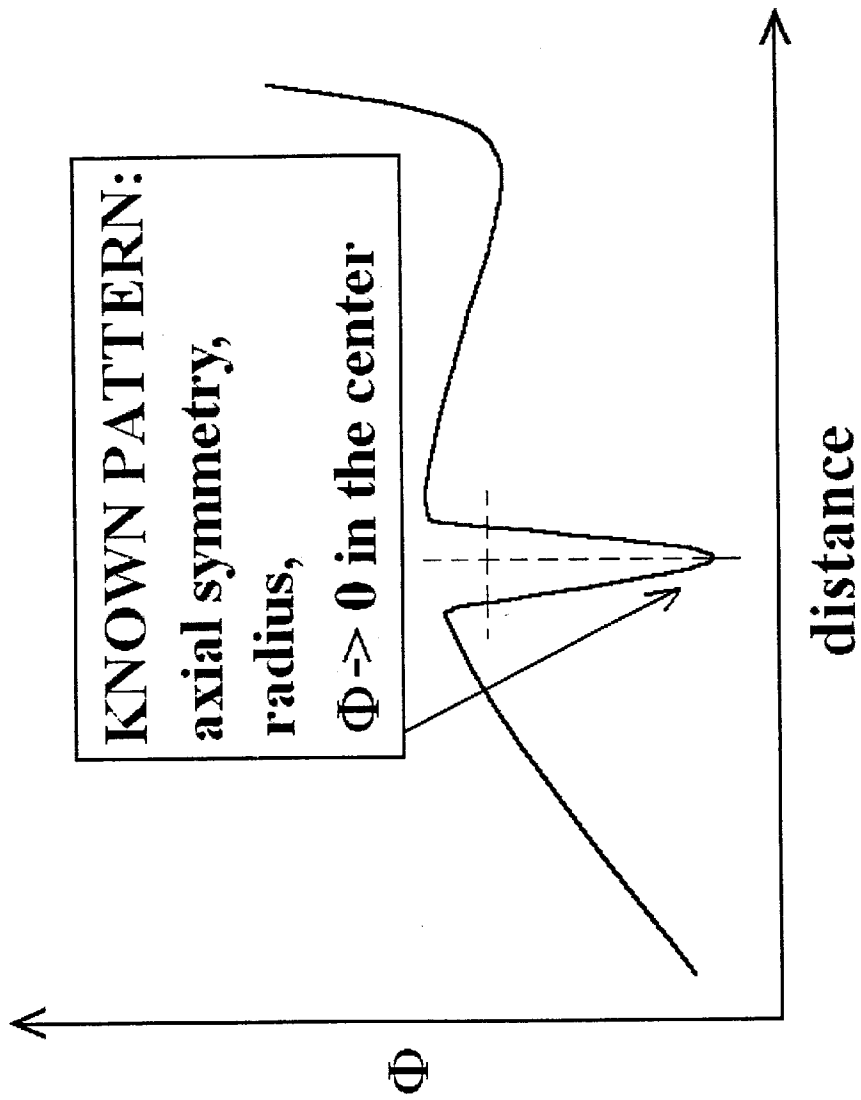 KNOWN PATTERN:
axial symmetry,
radius,
Φ -> 0 in the center
Φ
distance